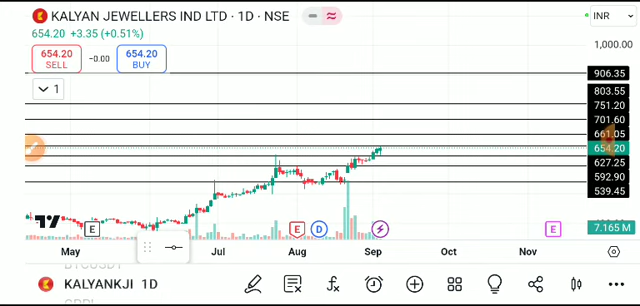 KALYAN JEWELLERS IND LTD · 1D · NSE
INR
654.20 +3.35 (+0.51%)
654.20
SELL
−0.00
654.20
BUY
1
1,000.00
906.35
803.55
751.20
701.60
661.05
654.20
627.25
592.90
539.45
7.165 M
E
E
D
E
May
Jul
Aug
Sep
Oct
Nov
KALYANKJI 1D